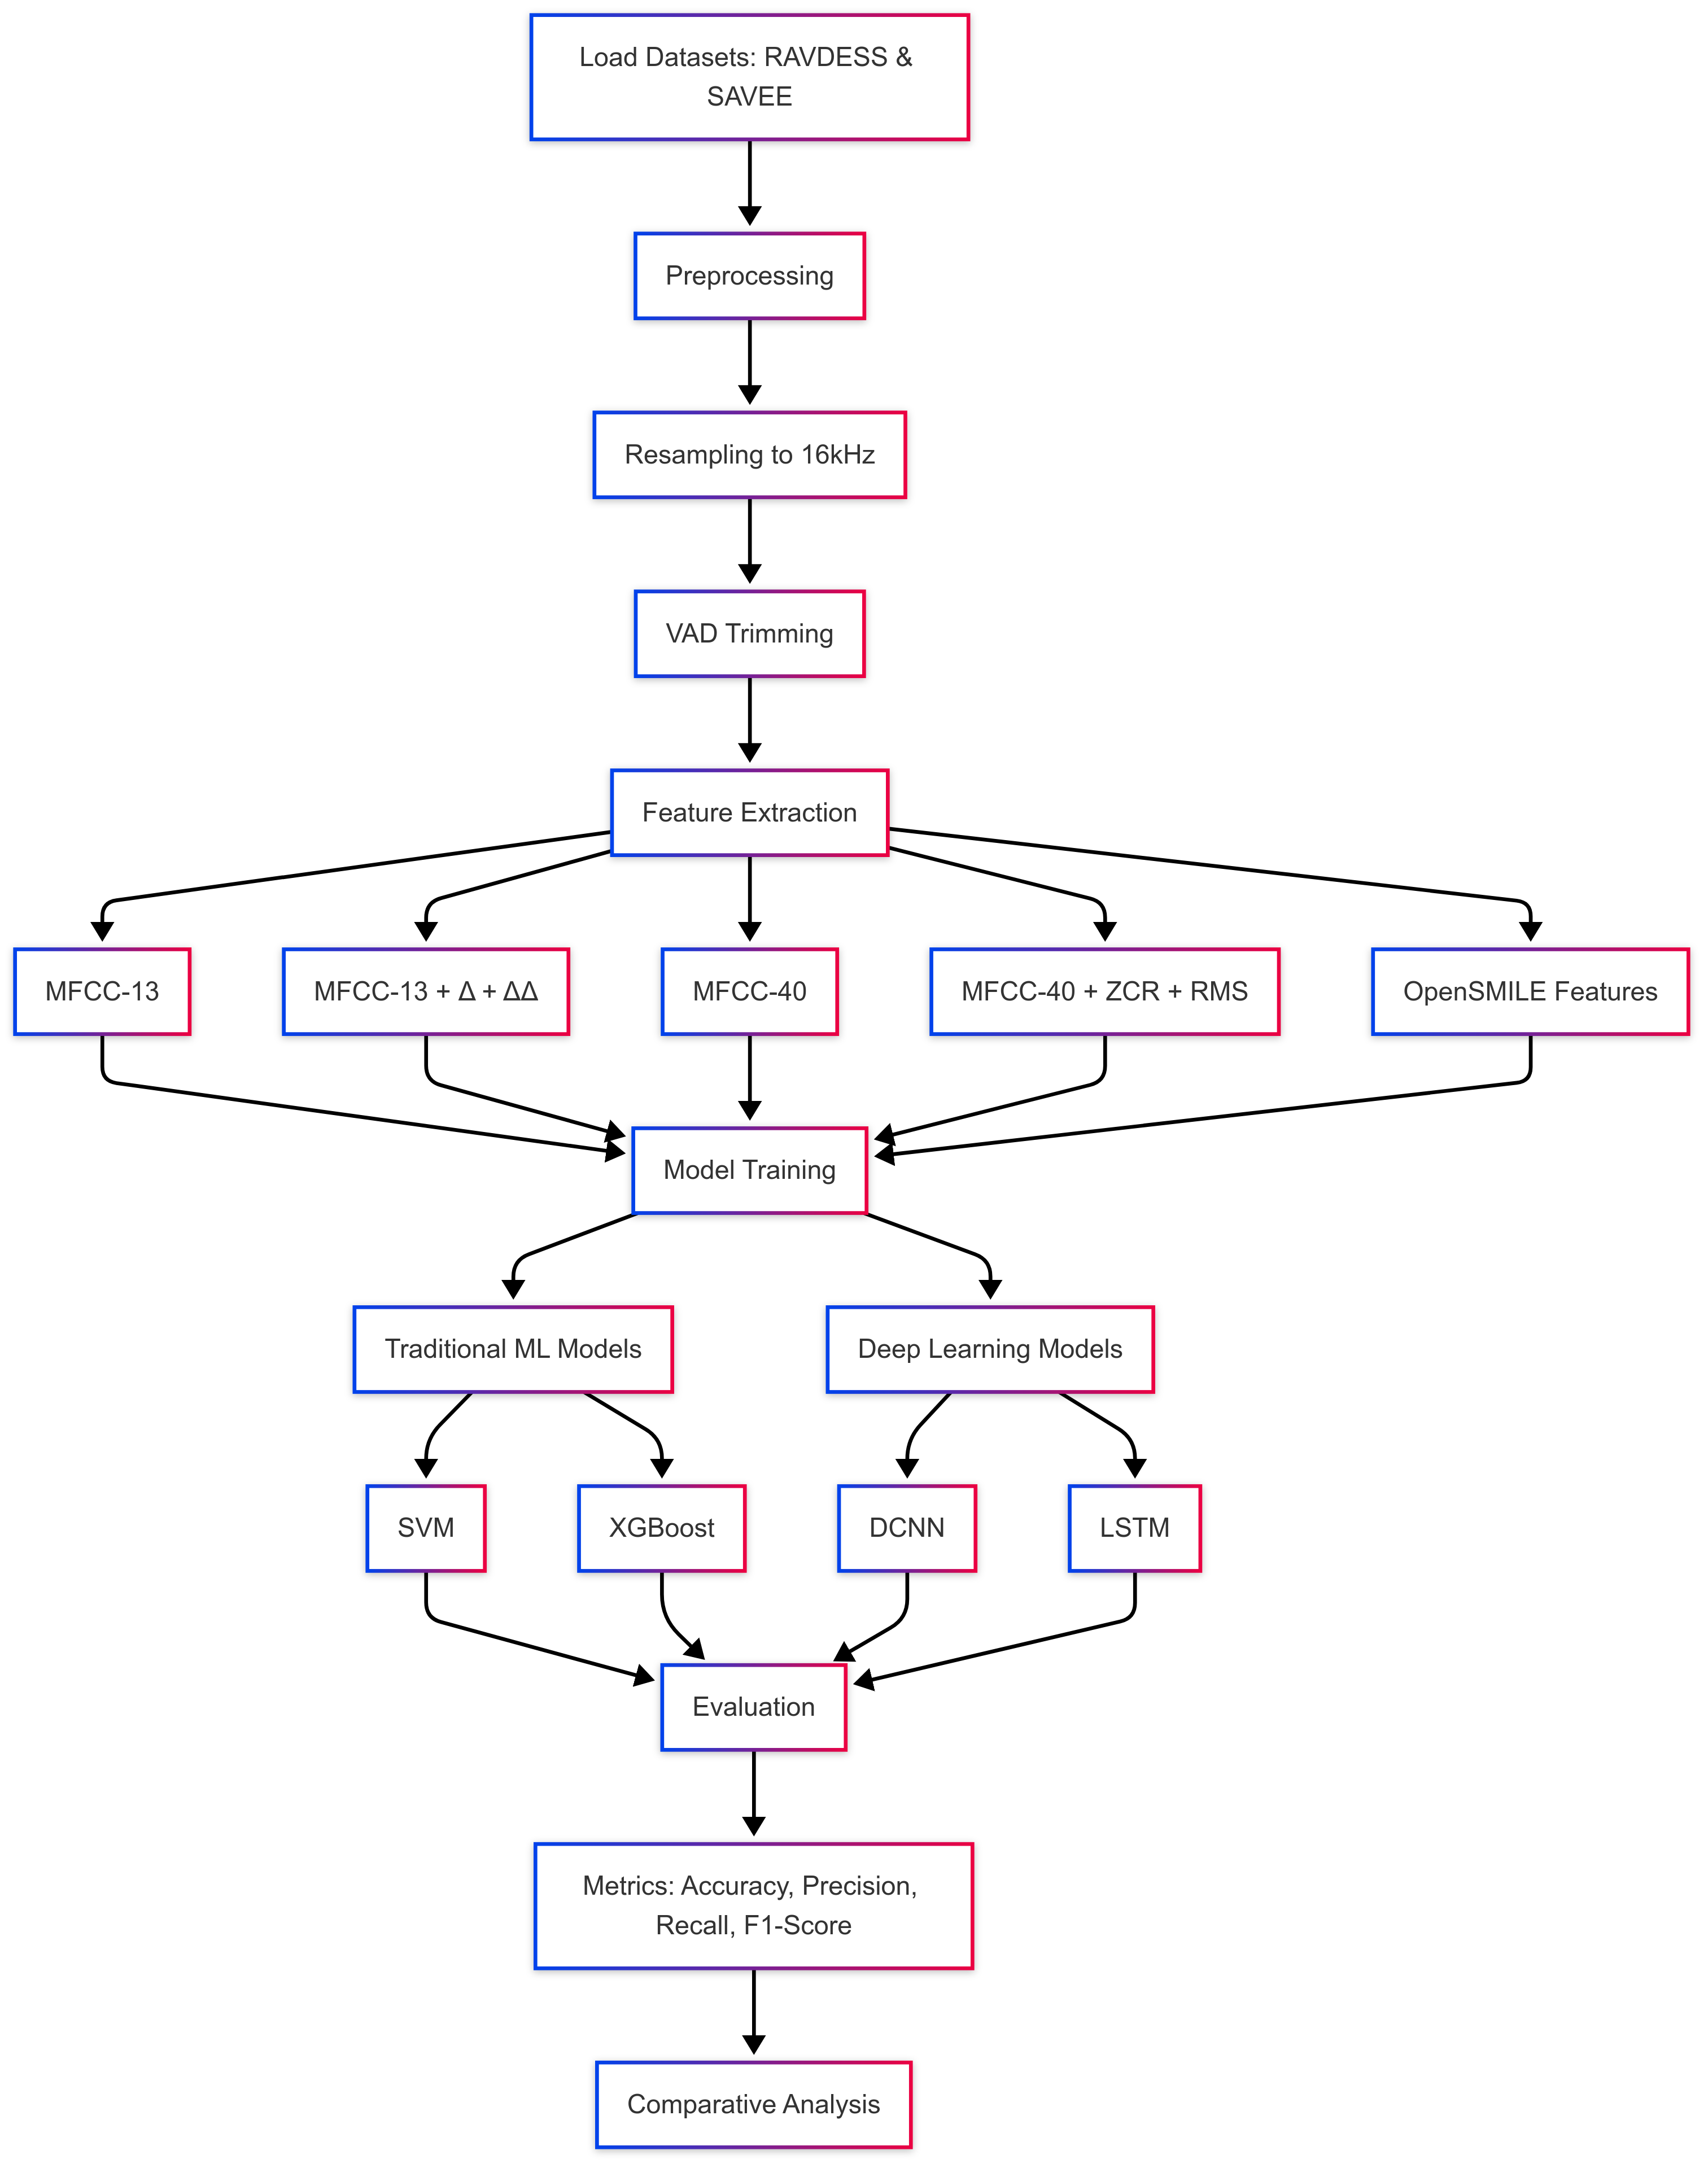 Load Datasets: RAVDESS &
SAVEE
Preprocessing
Resampling to 16kHz
VAD Trimming
Feature Extraction
MFCC-13
MFCC-13 + Δ + ΔΔ
MFCC-40
MFCC-40 + ZCR + RMS
OpenSMILE Features
Model Training
Traditional ML Models
Deep Learning Models
SVM
XGBoost
DCNN
LSTM
Evaluation
Metrics: Accuracy, Precision,
Recall, F1-Score
Comparative Analysis